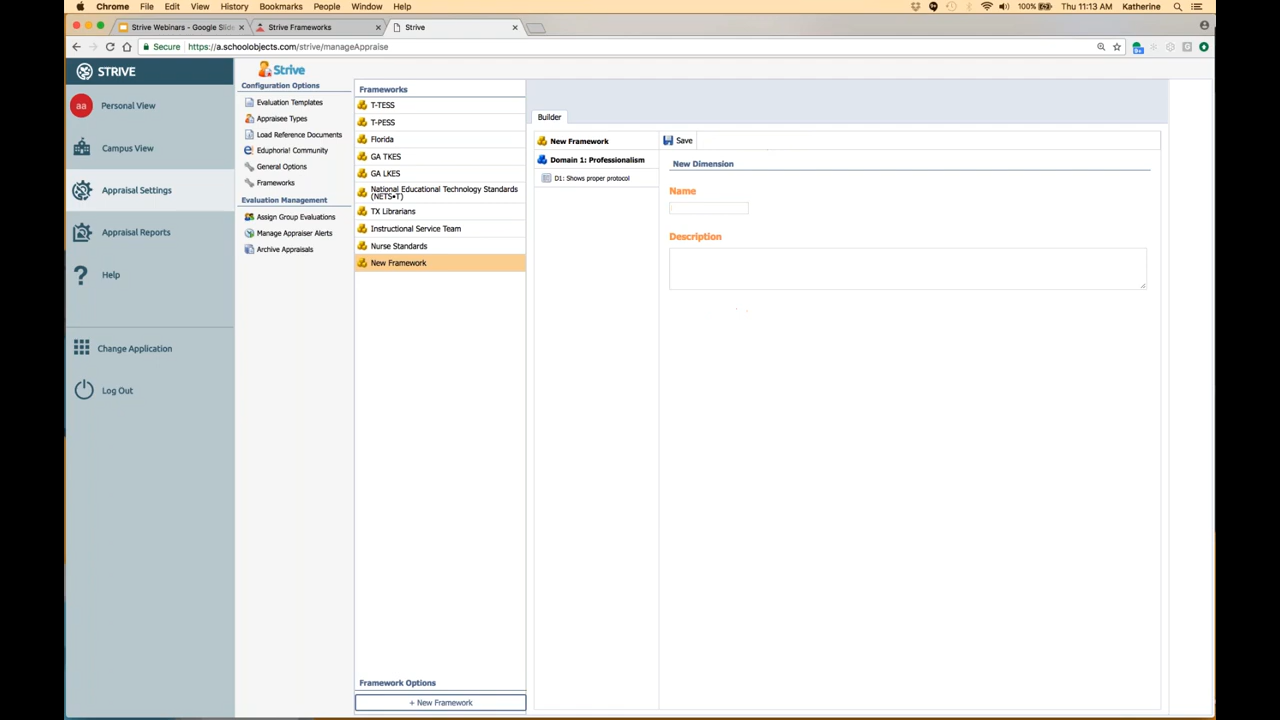 Chrome File Edit View History Bookmarks People Window Help 100% Thu 11:13 AM Katherine
Strive Webinars - Google Slide
Strive Frameworks
Strive
Secure https://a.schoolobjects.com/strive/manageAppraise
STRIVE
aa Personal View
Campus View
Appraisal Settings
Appraisal Reports
Help
Change Application
Log Out
Strive
Configuration Options
Evaluation Templates
Appraisee Types
Load Reference Documents
Eduphoria! Community
General Options
Frameworks
Evaluation Management
Assign Group Evaluations
Manage Appraiser Alerts
Archive Appraisals
Frameworks
T-TESS
T-PESS
Florida
GA TKES
GA LKES
National Educational Technology Standards
(NETS•T)
TX Librarians
Instructional Service Team
Nurse Standards
New Framework
Framework Options
+ New Framework
Builder
New Framework
Domain 1: Professionalism
D1: Shows proper protocol
Save
New Dimension
Name
Description